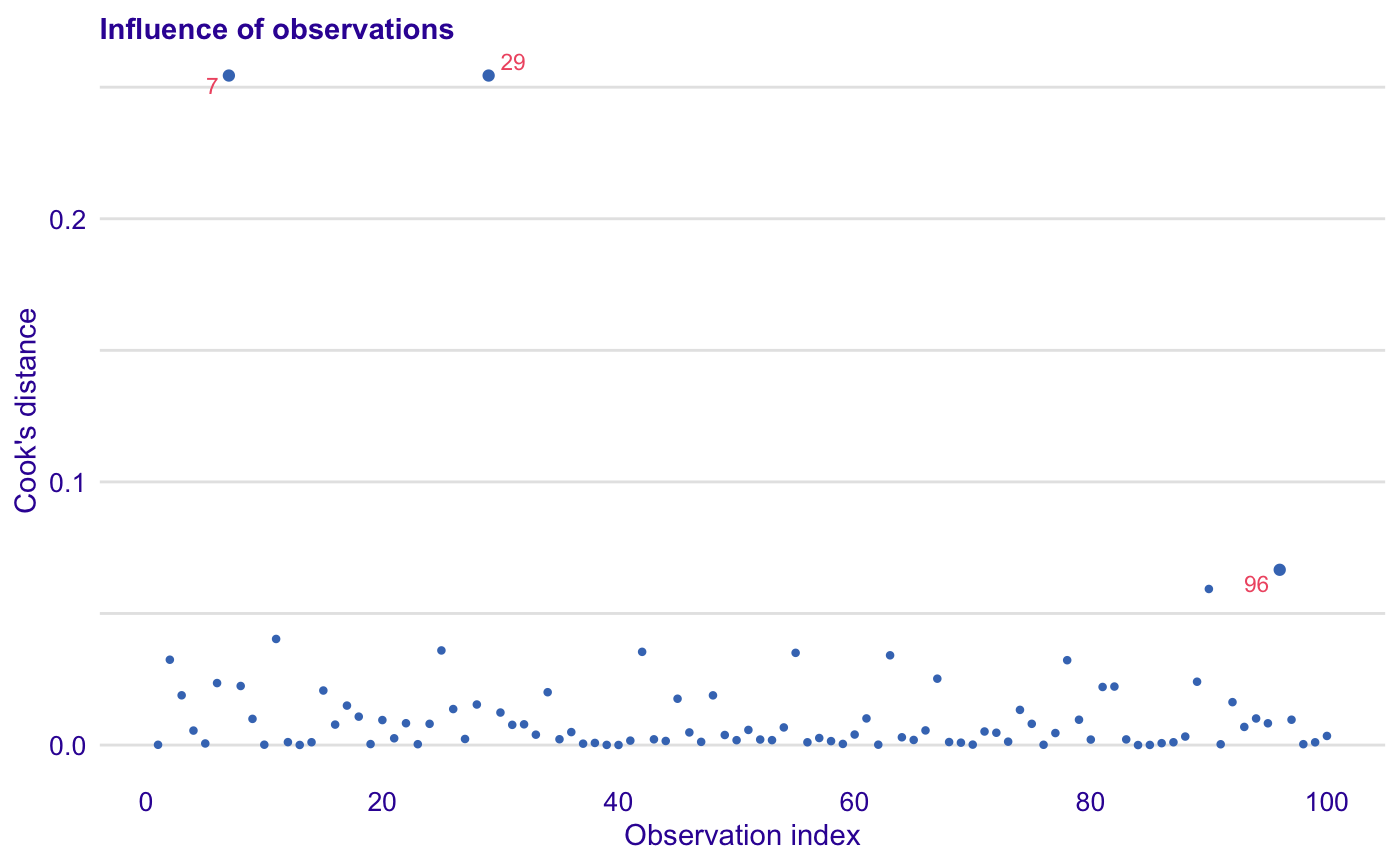 Influence of observations
29
7
0.2
Cook's distance
0.1
96
0.0
0 20 40 60 80 100
Observation index